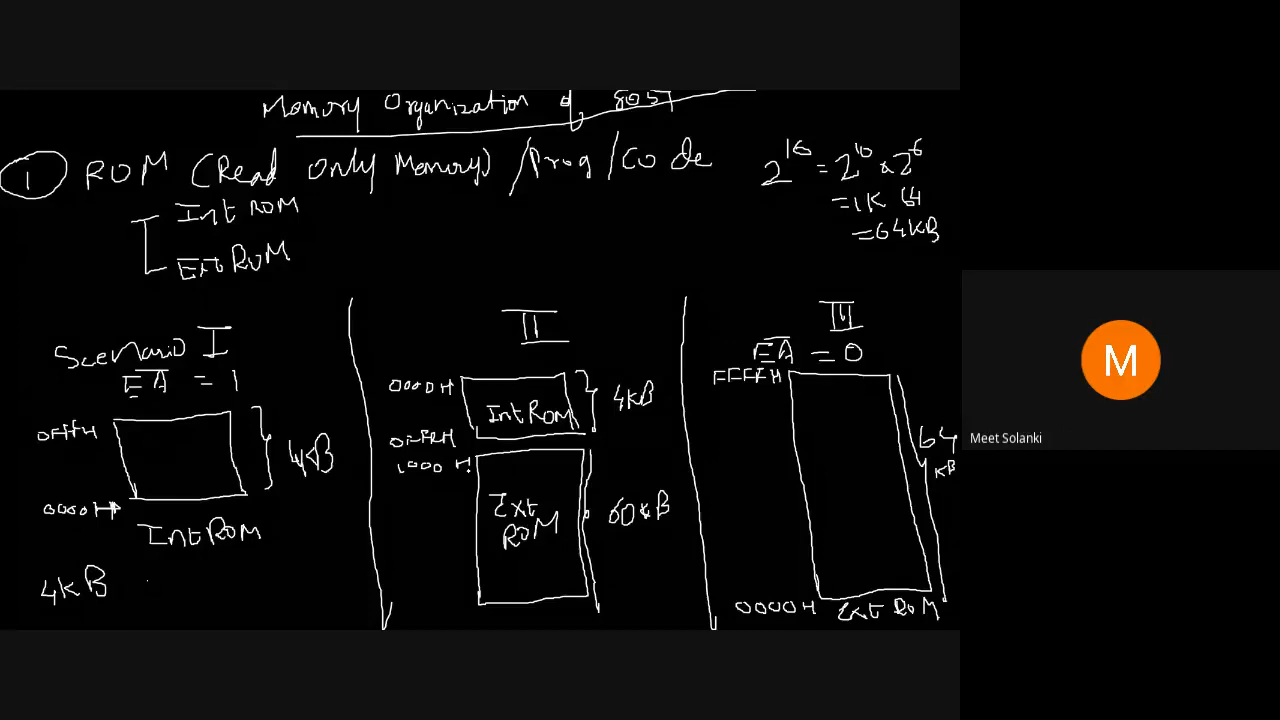 Memory Organization of 8051
1 ROM (Read Only Memory) /Prog/Code
2^16 = 2^10 x 2^6
=1K 64
=64KB
Int ROM
Ext ROM
Scenario I
EA = 1
0FFFH
4KB
0000H
Int ROM
4KB
II
0000H
Int ROM
4KB
0FFFH
1000H
Ext
ROM
60KB
III
EA = 0
FFFFH
64
KB
0000H Ext ROM
M
Meet Solanki